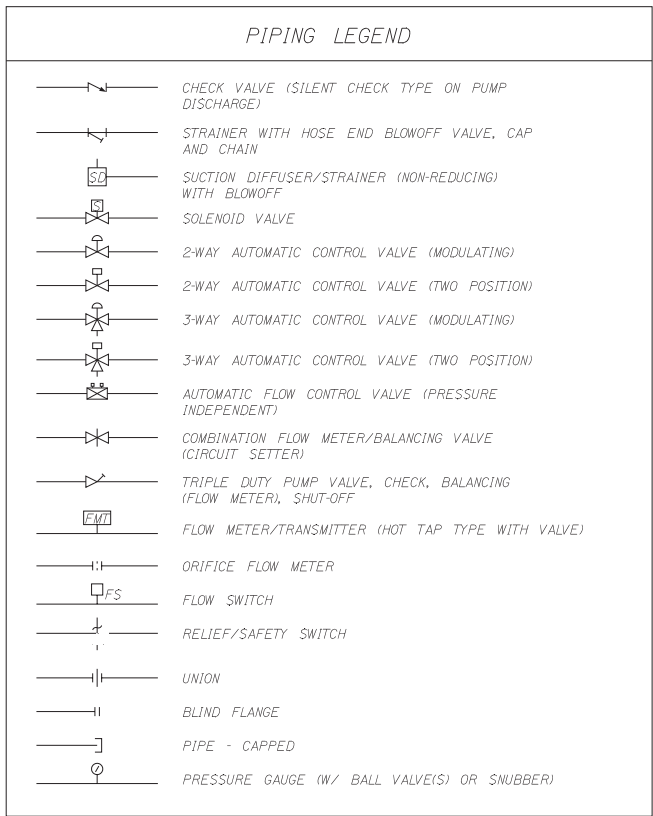 PIPING LEGEND
CHECK VALVE (SILENT CHECK TYPE ON PUMP
DISCHARGE)
STRAINER WITH HOSE END BLOWOFF VALVE, CAP
AND CHAIN
SD
SUCTION DIFFUSER/STRAINER (NON-REDUCING)
WITH BLOWOFF
S
SOLENOID VALVE
2-WAY AUTOMATIC CONTROL VALVE (MODULATING)
2-WAY AUTOMATIC CONTROL VALVE (TWO POSITION)
3-WAY AUTOMATIC CONTROL VALVE (MODULATING)
3-WAY AUTOMATIC CONTROL VALVE (TWO POSITION)
AUTOMATIC FLOW CONTROL VALVE (PRESSURE
INDEPENDENT)
COMBINATION FLOW METER/BALANCING VALVE
(CIRCUIT SETTER)
TRIPLE DUTY PUMP VALVE, CHECK, BALANCING
(FLOW METER), SHUT-OFF
FMT
FLOW METER/TRANSMITTER (HOT TAP TYPE WITH VALVE)
ORIFICE FLOW METER
FS
FLOW SWITCH
RELIEF/SAFETY SWITCH
UNION
BLIND FLANGE
PIPE - CAPPED
PRESSURE GAUGE (W/ BALL VALVE(S) OR SNUBBER)